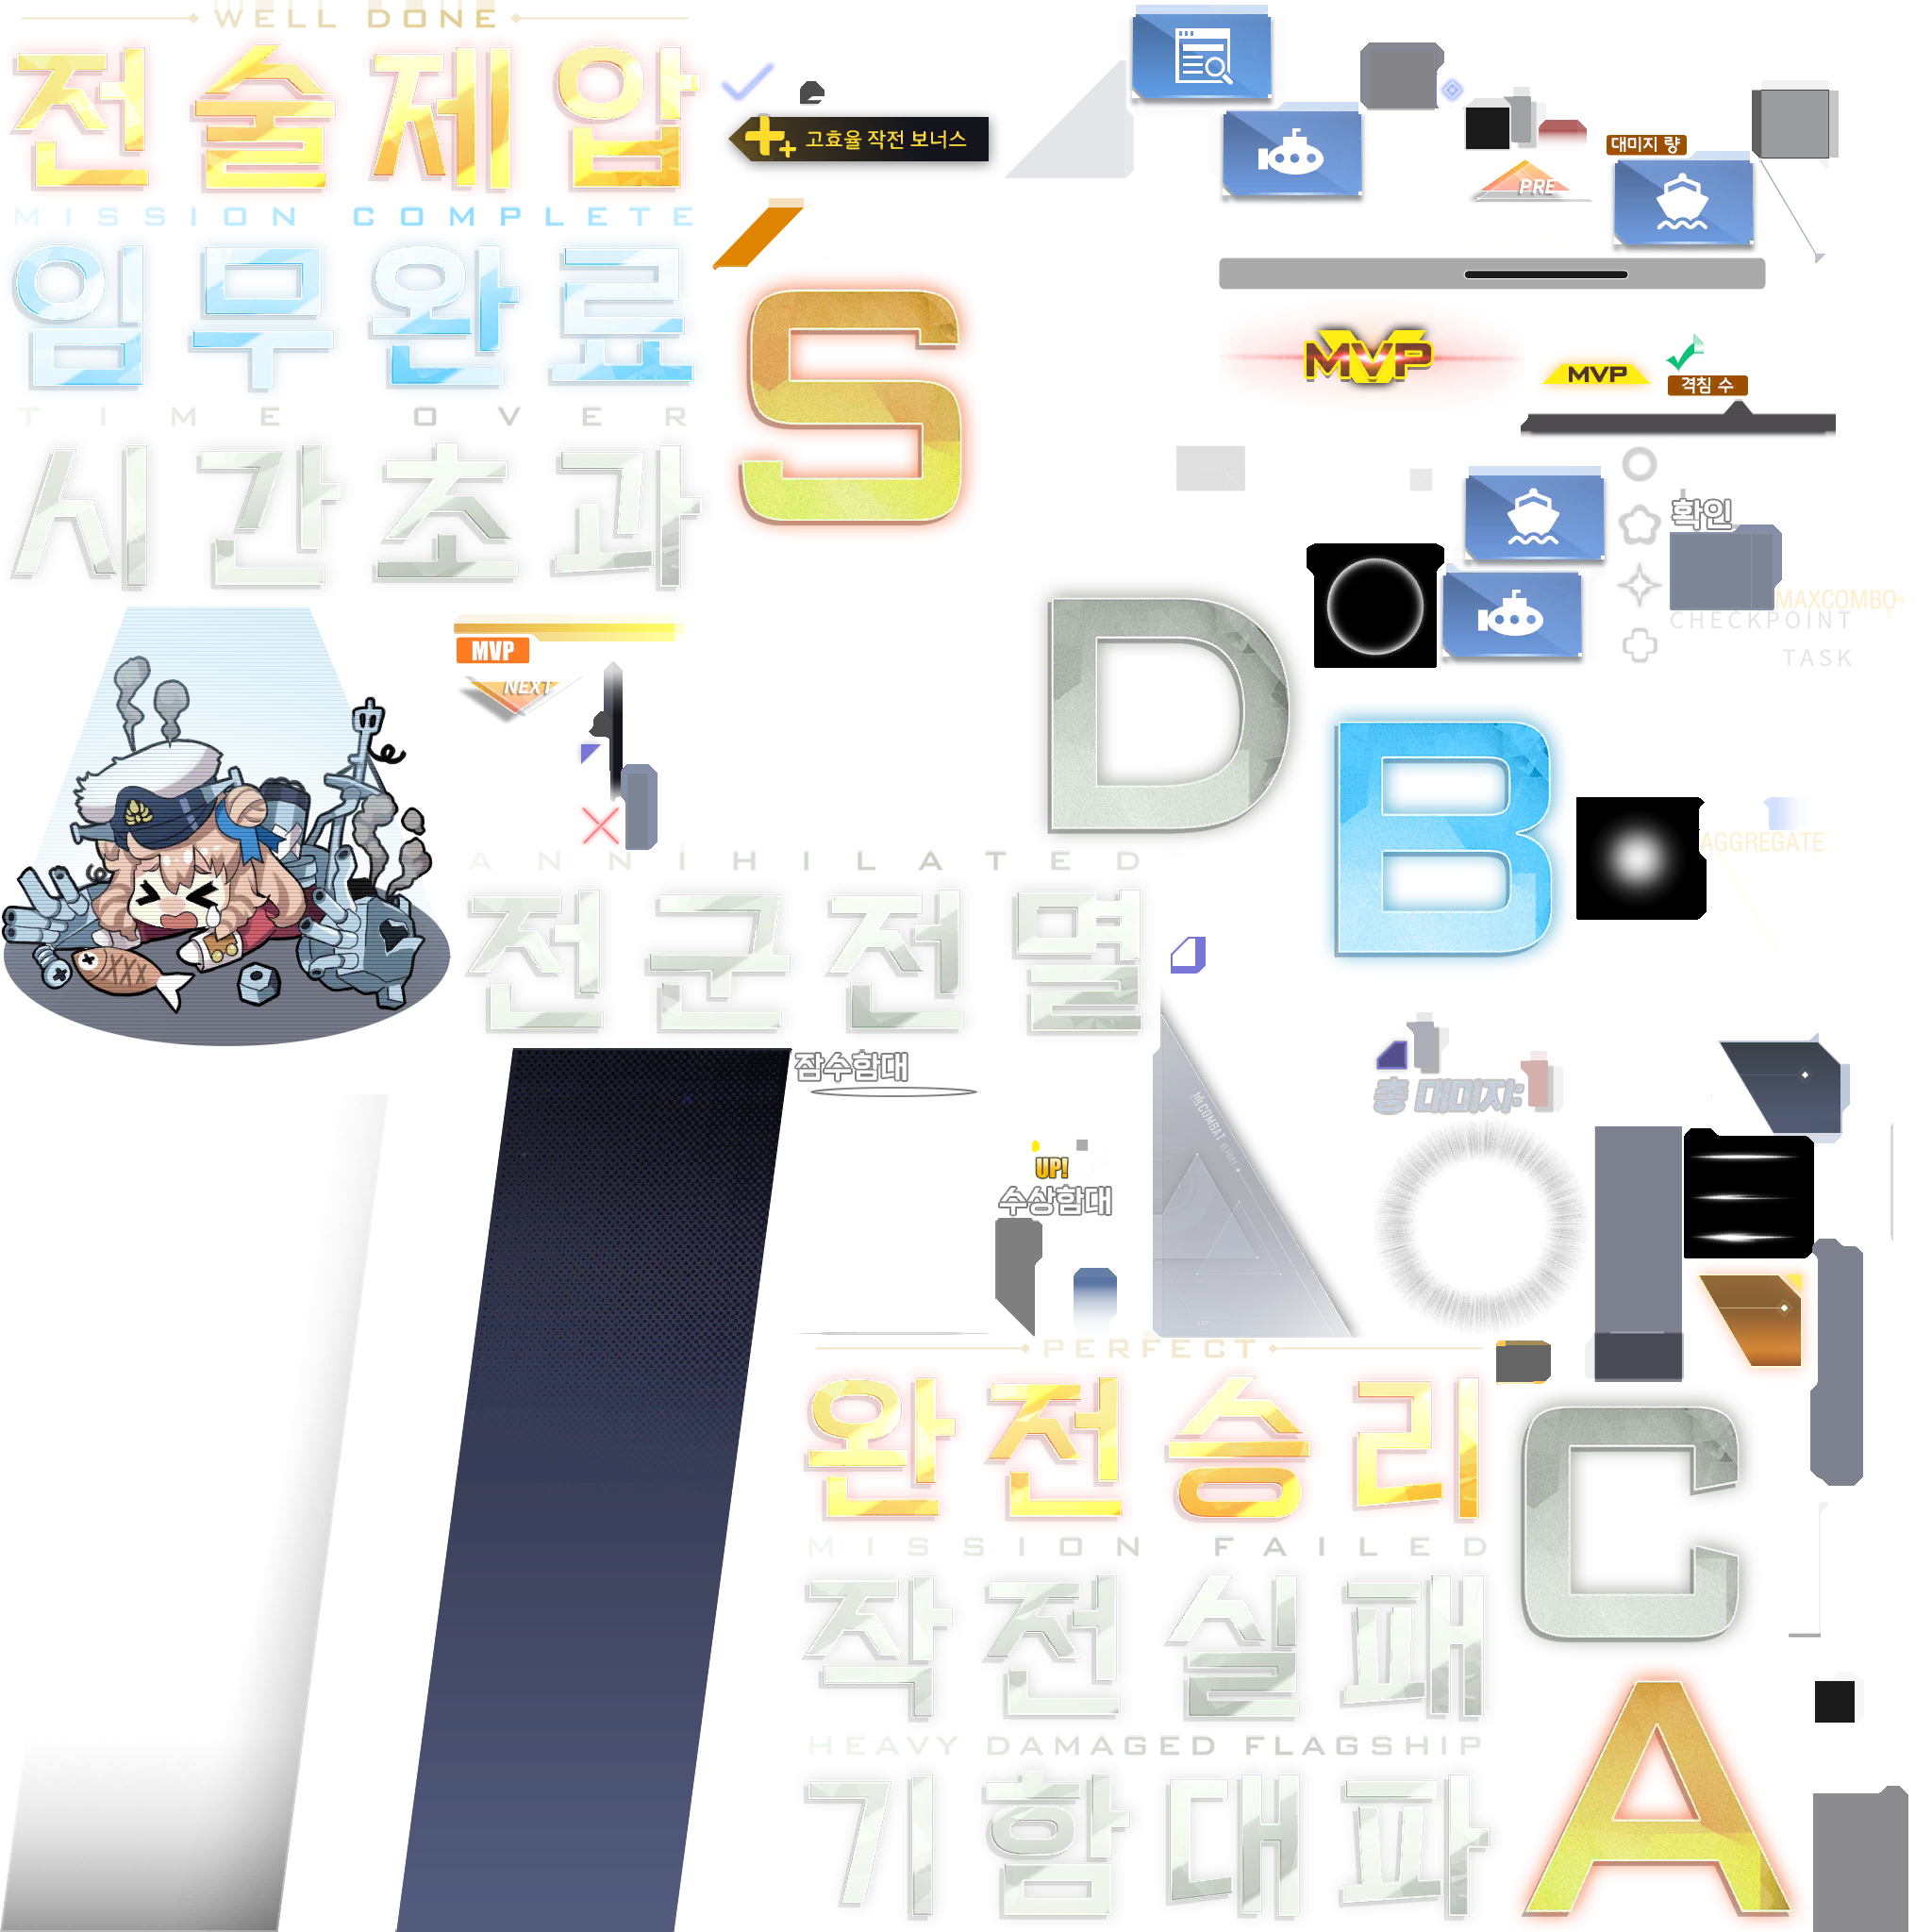 WELL DONE
전술제압
고효율 작전 보너스
PRE
대미지 량
MISSION COMPLETE
임무완료
S
MVP
MVP
격침 수
TIME OVER
시간초과
확인
MAXCOMBO
CHECKPOINT
TASK
MVP
NEXT
D
B
AGGREGATE
ANNIHILATED
전군전멸
잠수함대
총 대미지:
COMBAT
UP!
수상함대
PERFECT
완전승리
C
MISSION FAILED
작전실패
A
HEAVY DAMAGED FLAGSHIP
기함대파